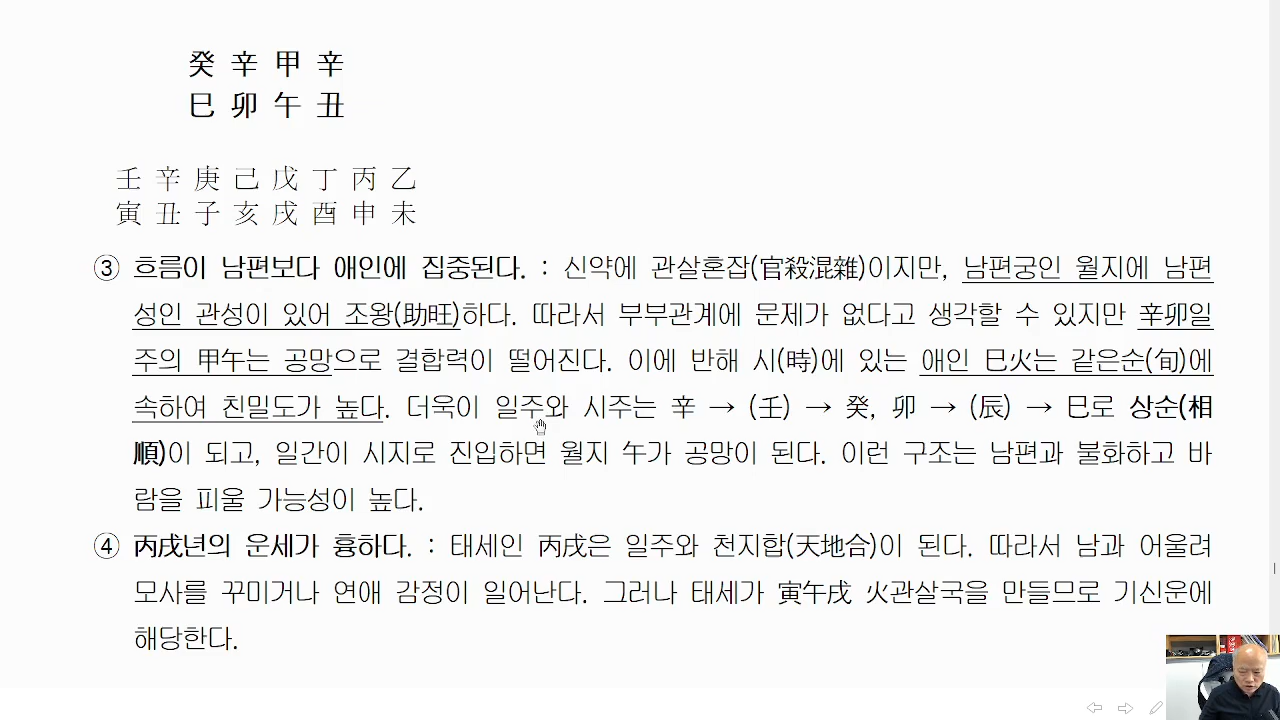 癸 辛 甲 辛
巳 卯 午 丑
壬 辛 庚 己 戊 丁 丙 乙
寅 丑 子 亥 戌 酉 申 未
③ 흐름이 남편보다 애인에 집중된다. : 신약에 관살혼잡(官殺混雜)이지만, 남편궁인 월지에 남편
성인 관성이 있어 조왕(助旺)하다. 따라서 부부관계에 문제가 없다고 생각할 수 있지만 辛卯일
주의 甲午는 공망으로 결합력이 떨어진다. 이에 반해 시(時)에 있는 애인 巳火는 같은순(旬)에
속하여 친밀도가 높다. 더욱이 일주와 시주는 辛 → (壬) → 癸, 卯 → (辰) → 巳로 상순(相
順)이 되고, 일간이 시지로 진입하면 월지 午가 공망이 된다. 이런 구조는 남편과 불화하고 바
람을 피울 가능성이 높다.
④ 丙戌년의 운세가 흉하다. : 태세인 丙戌은 일주와 천지합(天地合)이 된다. 따라서 남과 어울려
모사를 꾸미거나 연애 감정이 일어난다. 그러나 태세가 寅午戌 火관살국을 만들므로 기신운에
해당한다.